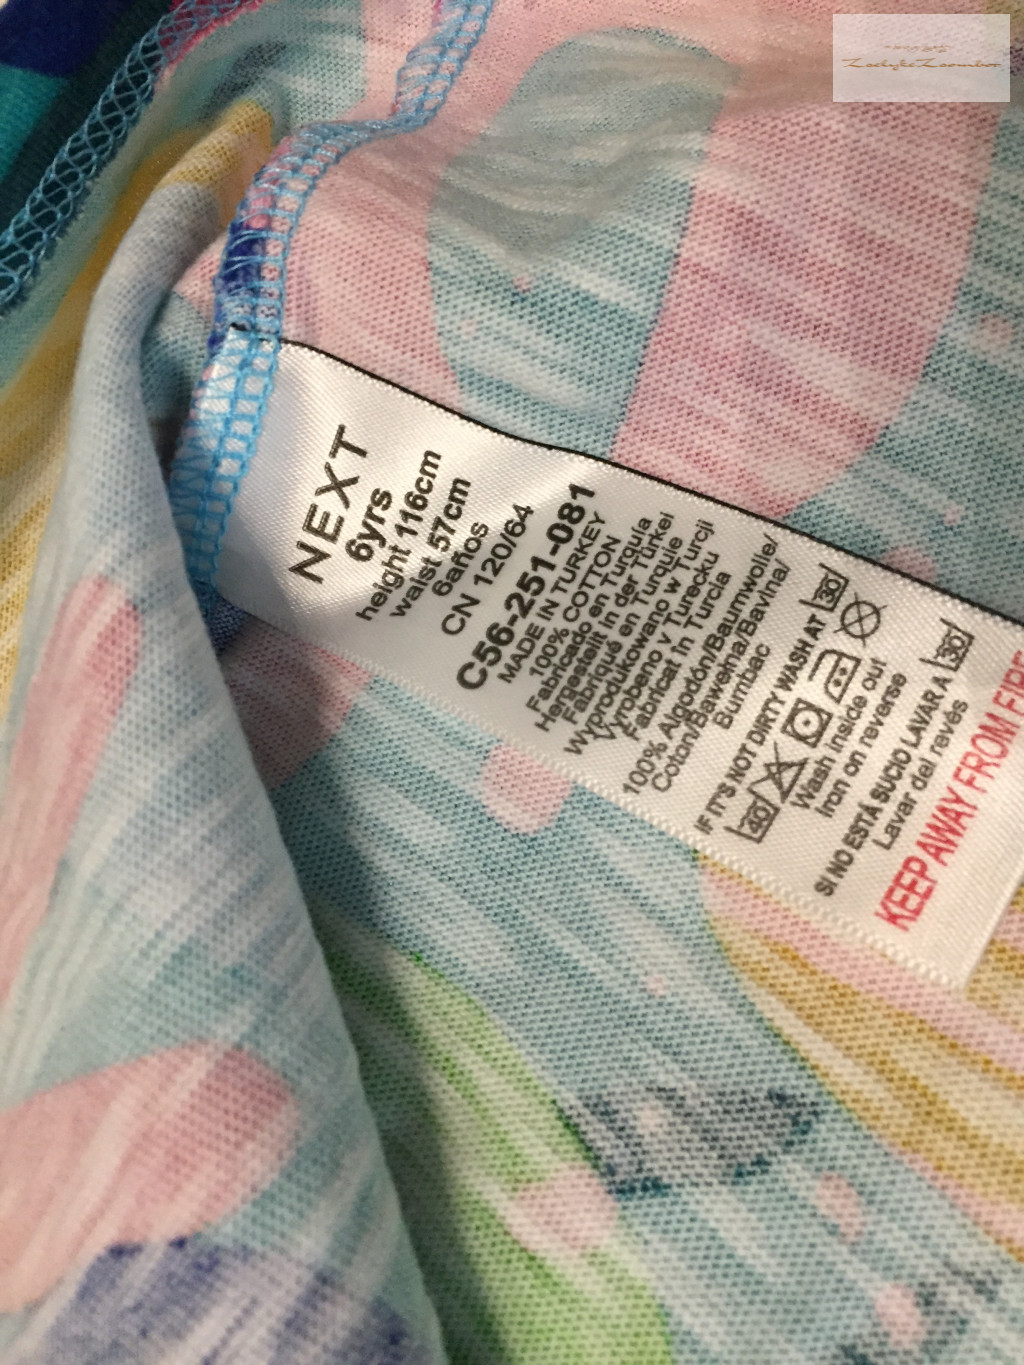 NEXT
6yrs
height 116cm
waist 57cm
6años
CN 120/64
C56-251-081
MADE IN TURKEY
100% COTTON
Fabricado en Turquía
Hergestellt in der Türkei
Fabriqué en Turquie
Wyprodukowano w Turcji
Vyrobeno v Turecku
Fabricat în Turcia
100% Algodón/Baumwolle/
Coton/Bawełna/Bavlna/
Bumbac
IF IT'S NOT DIRTY WASH AT 30
40
Wash inside out
Iron on reverse
SI NO ESTÁ SUCIO LAVAR A 30
Lavar del revés
KEEP AWAY FROM FIRE